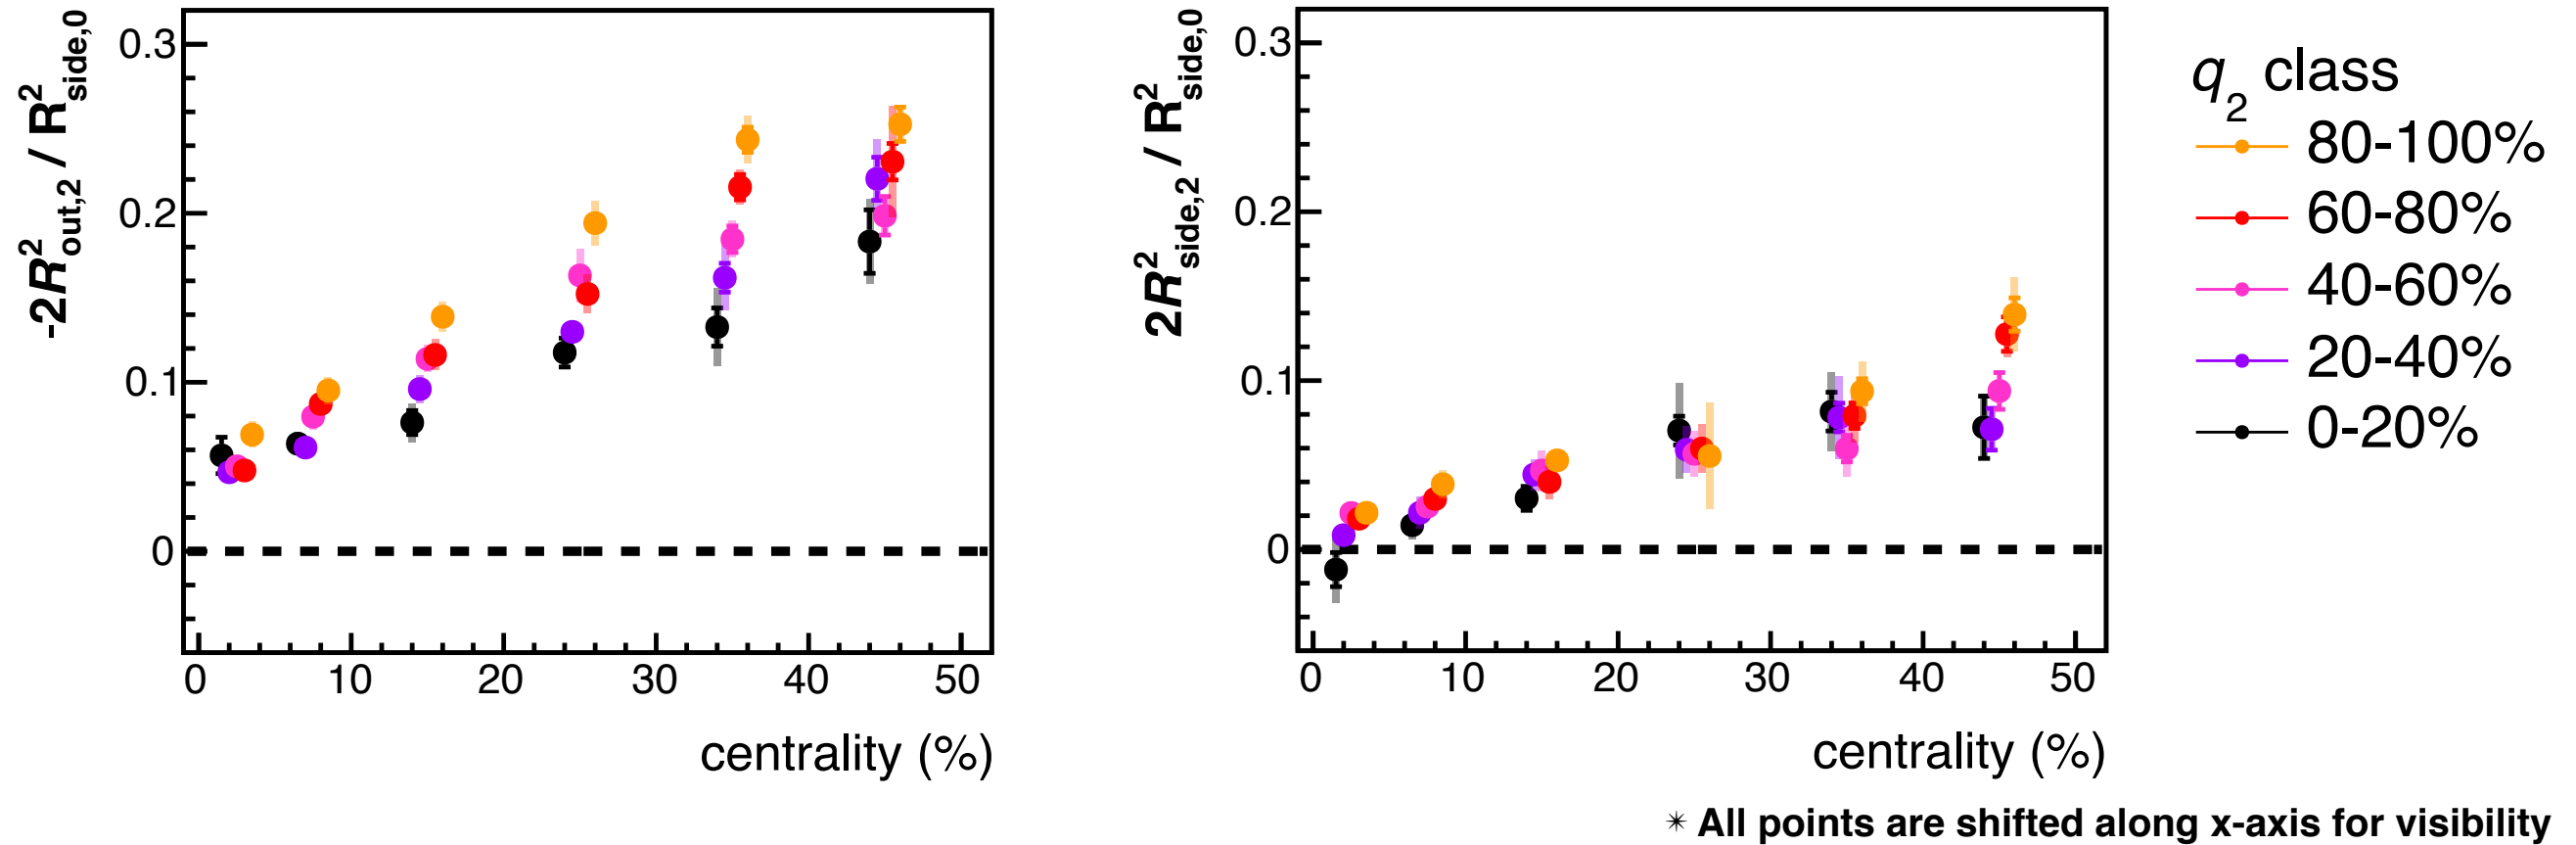 -2R²out,2 / R²side,0
0.3
0.2
0.1
0
0 10 20 30 40 50
centrality (%)
2R²side,2 / R²side,0
0.3
0.2
0.1
0
0 10 20 30 40 50
centrality (%)
q2 class
80-100%
60-80%
40-60%
20-40%
0-20%
✴ All points are shifted along x-axis for visibility